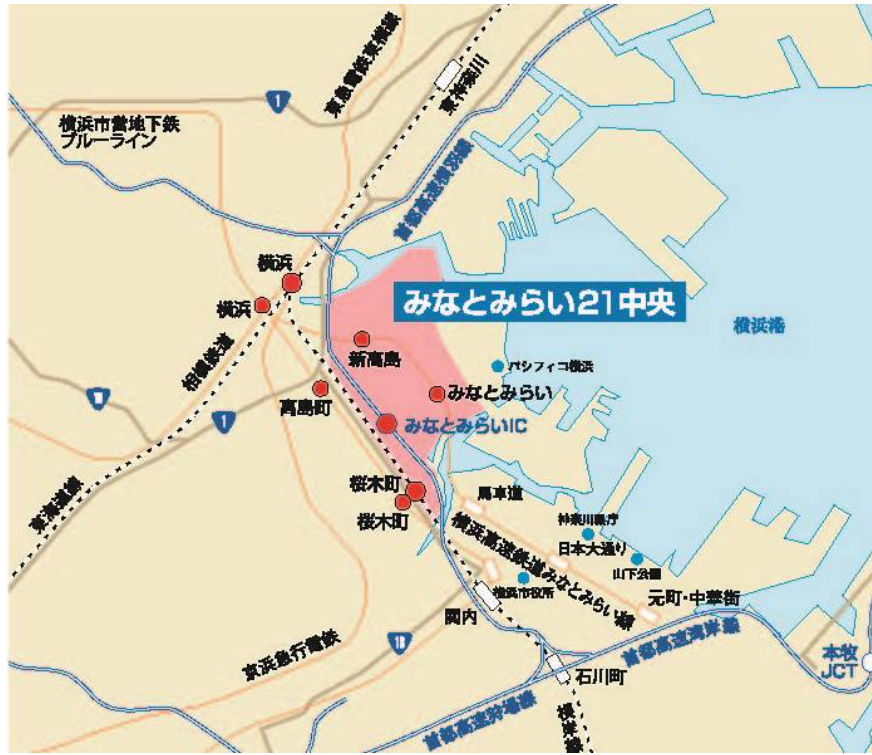 1
東急電鉄東横線
東神奈川
横浜市営地下鉄
ブルーライン
首都高速横羽線
横浜
横浜
みなとみらい21中央
横浜港
相模鉄道
新高島
パシフィコ横浜
高島町
みなとみらい
1
みなとみらいIC
東海道線
桜木町
桜木町
馬車道
神奈川県庁
日本大通り
山下公園
横浜高速鉄道みなとみらい線
横浜市役所
元町・中華街
関内
16
京浜急行電鉄
首都高速湾岸線
本牧
JCT
石川町
首都高速狩場線
根岸線